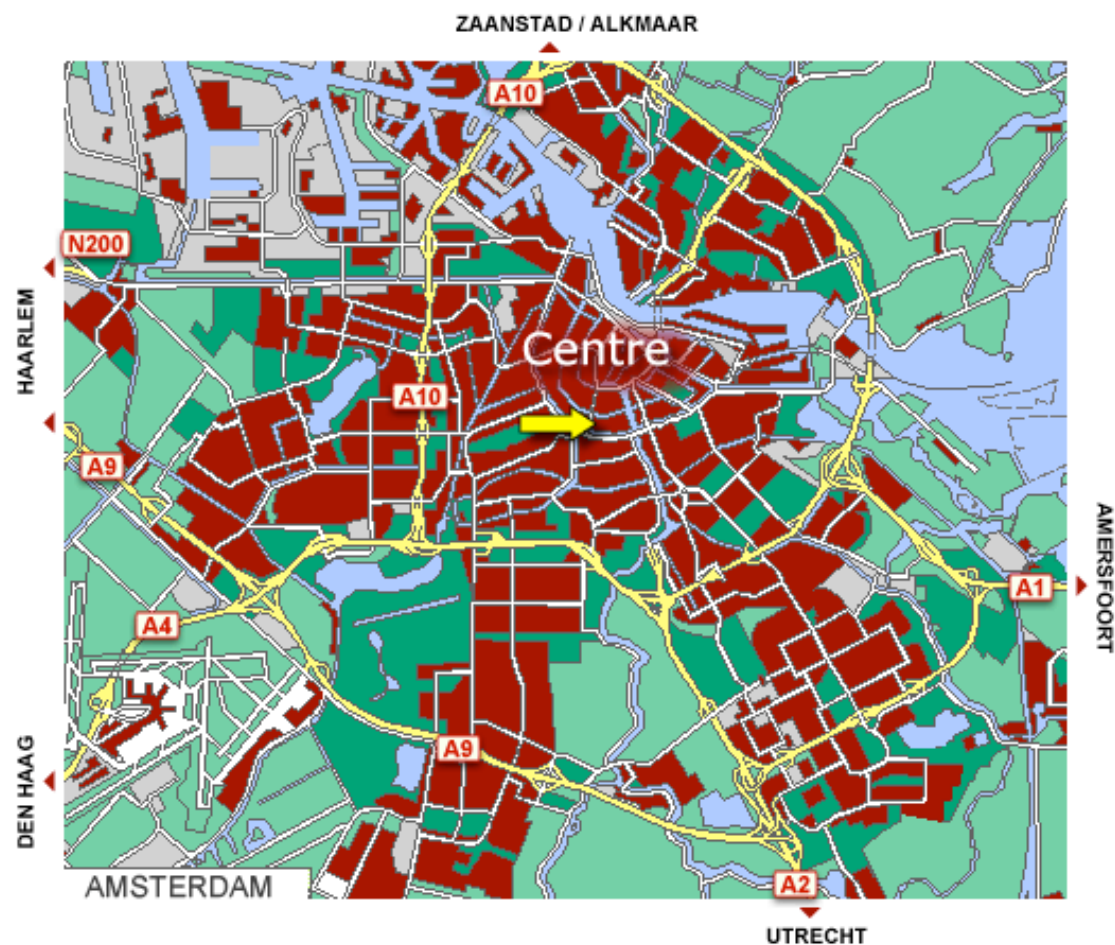 ZAANSTAD / ALKMAAR
A10
N200
HAARLEM
Centre
A10
A9
AMERSFOORT
A1
A4
DEN HAAG
A9
AMSTERDAM
A2
UTRECHT